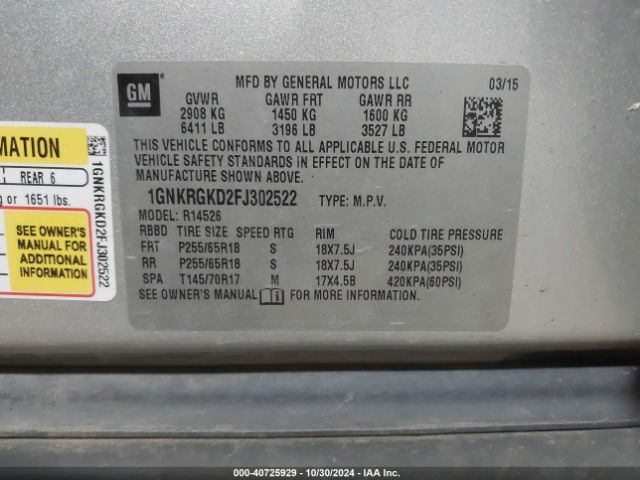 GM
MFD BY GENERAL MOTORS LLC 03/15
GVWR GAWR FRT GAWR RR
2908 KG 1450 KG 1600 KG
6411 LB 3196 LB 3527 LB
THIS VEHICLE CONFORMS TO ALL APPLICABLE U.S. FEDERAL MOTOR
VEHICLE SAFETY STANDARDS IN EFFECT ON THE DATE OF
MANUFACTURE SHOWN ABOVE.
1GNKRGKD2FJ302522 TYPE: M.P.V.
MODEL: R14526
RBBD TIRE SIZE SPEED RTG RIM COLD TIRE PRESSURE
FRT P255/65R18 S 18X7.5J 240KPA(35PSI)
RR P255/65R18 S 18X7.5J 240KPA(35PSI)
SPA T145/70R17 M 17X4.5B 420KPA(60PSI)
SEE OWNER'S MANUAL FOR MORE INFORMATION
MATION
REAR 6
g or 1651 lbs.
SEE OWNER'S
MANUAL FOR
ADDITIONAL
INFORMATION
1GNKRGKD2FJ302522
000-40725929 - 10/30/2024 - IAA Inc.